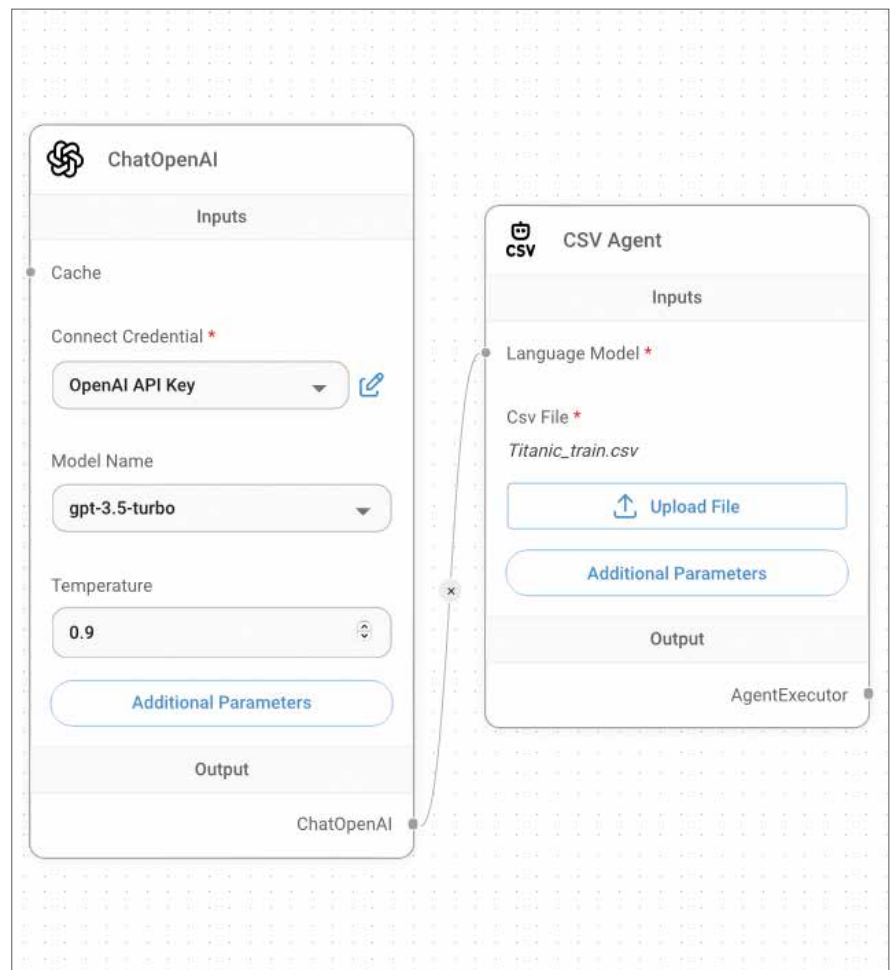 ChatOpenAI
Inputs
Cache
Connect Credential *
OpenAI API Key
Model Name
gpt-3.5-turbo
Temperature
0.9
Additional Parameters
Output
ChatOpenAI
CSV
CSV Agent
Inputs
Language Model *
Csv File *
Titanic_train.csv
Upload File
Additional Parameters
Output
AgentExecutor